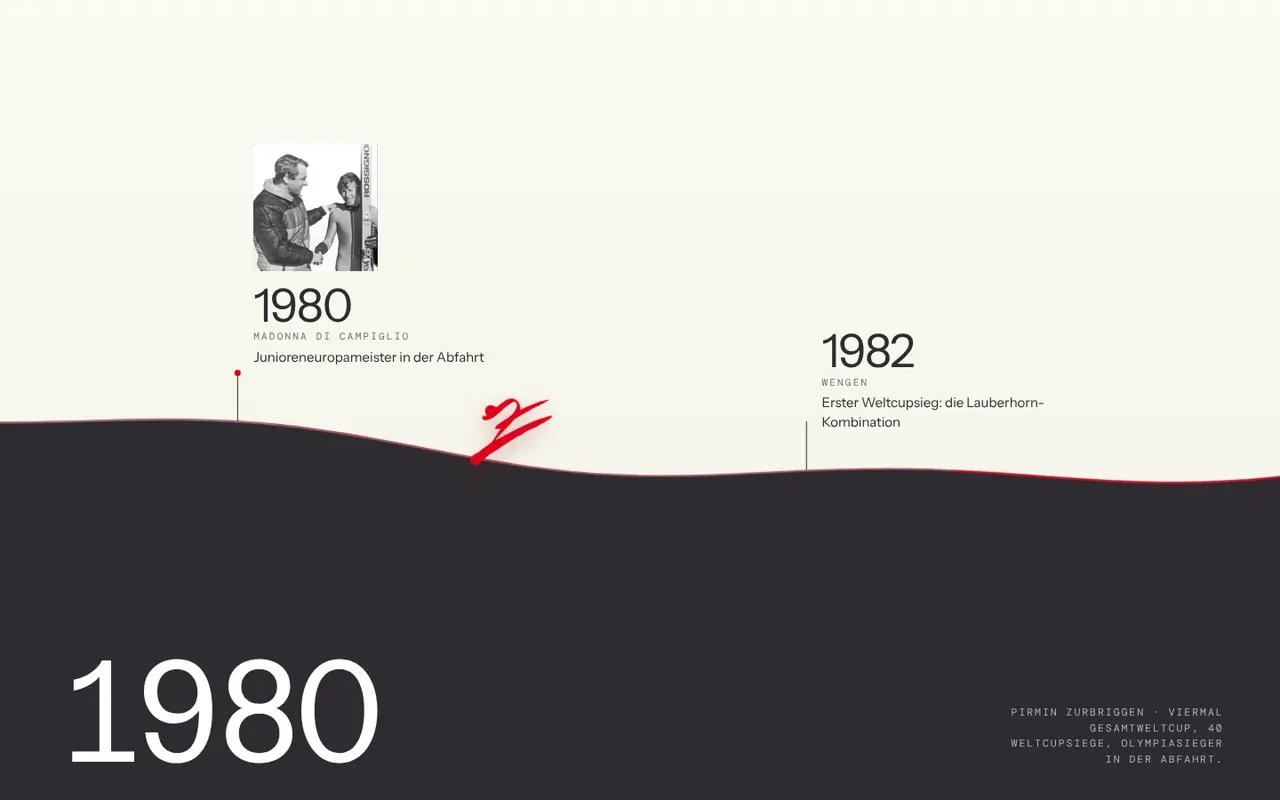 ROSSIGNO
1980
MADONNA DI CAMPIGLIO
Junioreneuropameister in der Abfahrt
1982
WENGEN
Erster Weltcupsieg: die Lauberhorn-
Kombination
1980
PIRMIN ZURBRIGGEN · VIERMAL
GESAMTWELTCUP, 40
WELTCUPSIEGE, OLYMPIASIEGER
IN DER ABFAHRT.